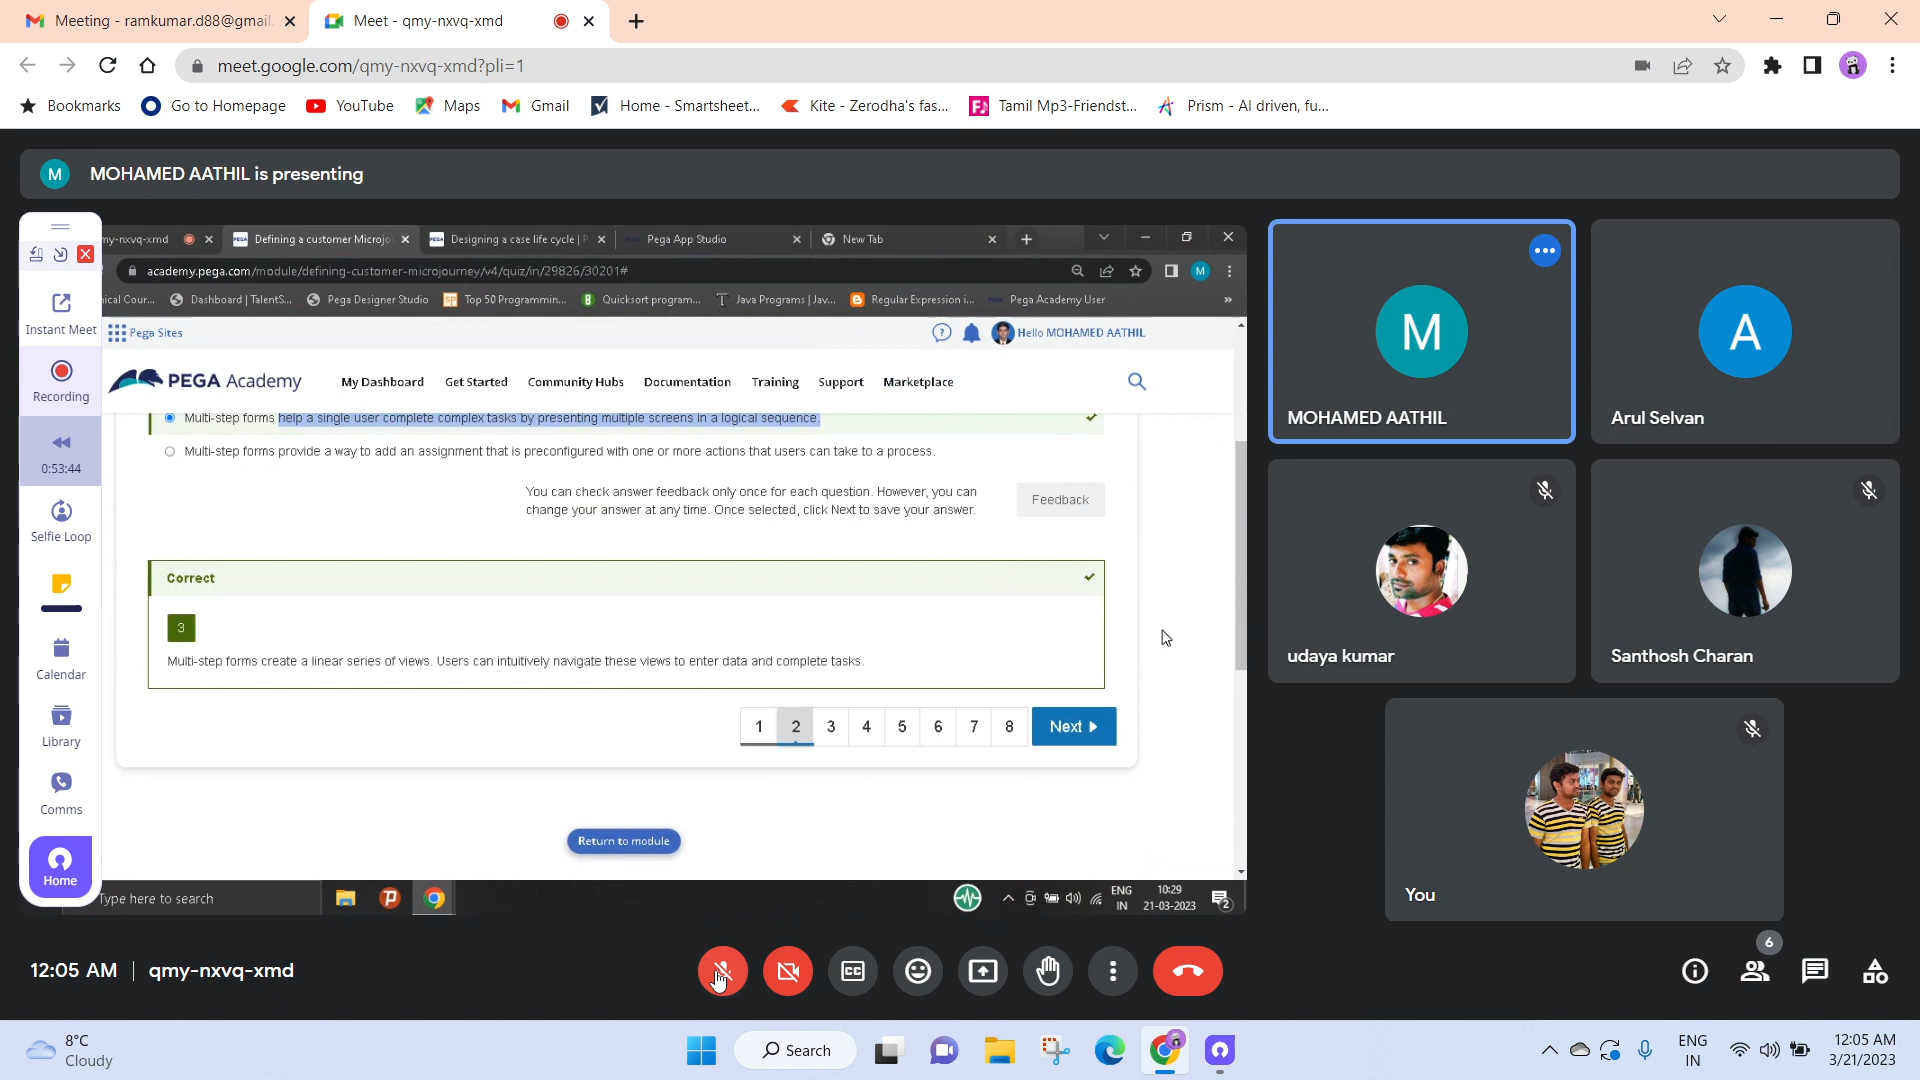 Meeting - ramkumar.d88@gmail
Meet - qmy-nxvq-xmd
meet.google.com/qmy-nxvq-xmd?pli=1
Bookmarks
Go to Homepage
YouTube
Maps
Gmail
Home - Smartsheet...
Kite - Zerodha's fas...
Tamil Mp3-Friendst...
Prism - AI driven, fu...
M
MOHAMED AATHIL is presenting
my-nxvq-xmd
Defining a customer Microjo
Designing a case life cycle | P
Pega App Studio
New Tab
academy.pega.com/module/defining-customer-microjourney/v4/quiz/in/29826/30201#
M
ical Cour...
Dashboard | TalentS...
Pega Designer Studio
Top 50 Programmin...
Quicksort program...
Java Programs | Jav...
Regular Expression i...
Pega Academy User
»
Pega Sites
Hello MOHAMED AATHIL
PEGA Academy
My Dashboard
Get Started
Community Hubs
Documentation
Training
Support
Marketplace
Multi-step forms help a single user complete complex tasks by presenting multiple screens in a logical sequence.
Multi-step forms provide a way to add an assignment that is preconfigured with one or more actions that users can take to a process.
You can check answer feedback only once for each question. However, you can
change your answer at any time. Once selected, click Next to save your answer.
Feedback
Correct
3
Multi-step forms create a linear series of views. Users can intuitively navigate these views to enter data and complete tasks.
1 2 3 4 5 6 7 8 Next
Return to module
Type here to search
ENG
IN
10:29
21-03-2023
2
Instant Meet
Recording
0:53:44
Selfie Loop
Calendar
Library
Comms
Home
M
MOHAMED AATHIL
A
Arul Selvan
udaya kumar
Santhosh Charan
You
12:05 AM | qmy-nxvq-xmd
CC
6
8°C
Cloudy
Search
ENG
IN
12:05 AM
3/21/2023